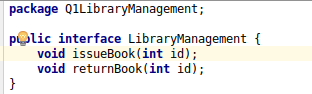 package Q1LibraryManagement;
public interface LibraryManagement {
void issueBook(int id);
void returnBook(int id);
}